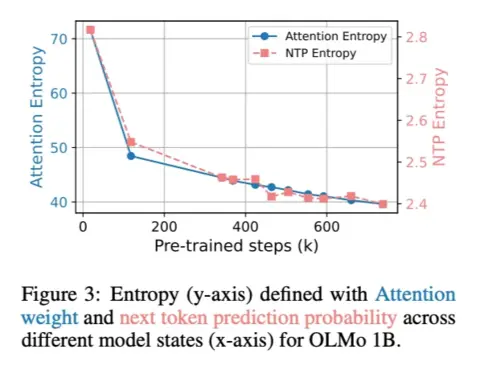 70
60
50
40
Attention Entropy
Attention Entropy
NTP Entropy
2.8
2.7
2.6
2.5
2.4
NTP Entropy
0
200
400
600
Pre-trained steps (k)
Figure 3: Entropy (y-axis) defined with Attention
weight and next token prediction probability across
different model states (x-axis) for OLMo 1B.